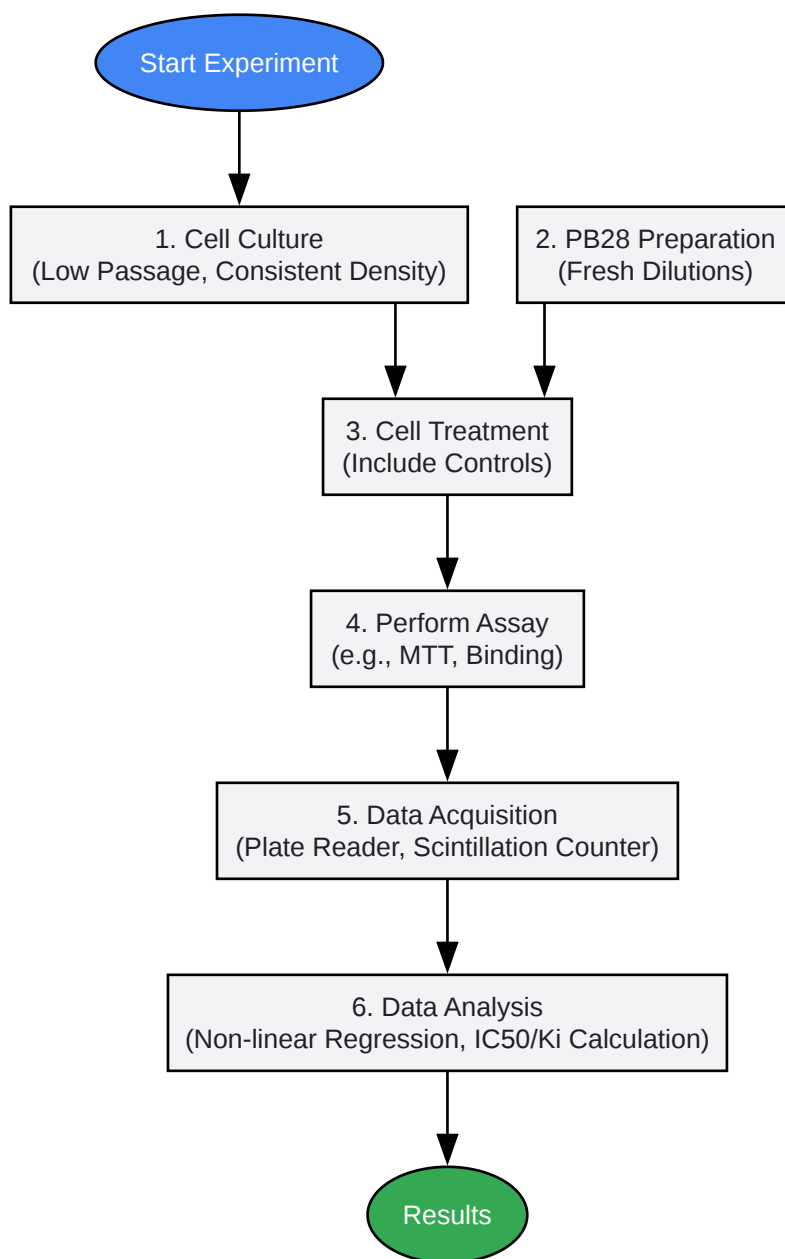 Start Experiment
1. Cell Culture
(Low Passage, Consistent Density)
2. PB28 Preparation
(Fresh Dilutions)
3. Cell Treatment
(Include Controls)
4. Perform Assay
(e.g., MTT, Binding)
5. Data Acquisition
(Plate Reader, Scintillation Counter)
6. Data Analysis
(Non-linear Regression, IC50/Ki Calculation)
Results